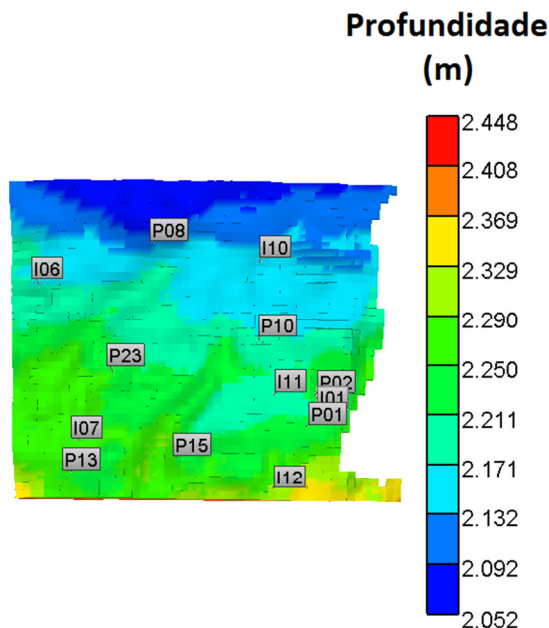 Profundidade
(m)
2.448
2.408
2.369
2.329
2.290
2.250
2.211
2.171
2.132
2.092
2.052
P08
I10
I06
P10
P23
I11
P02
I01
P01
I07
P15
P13
I12